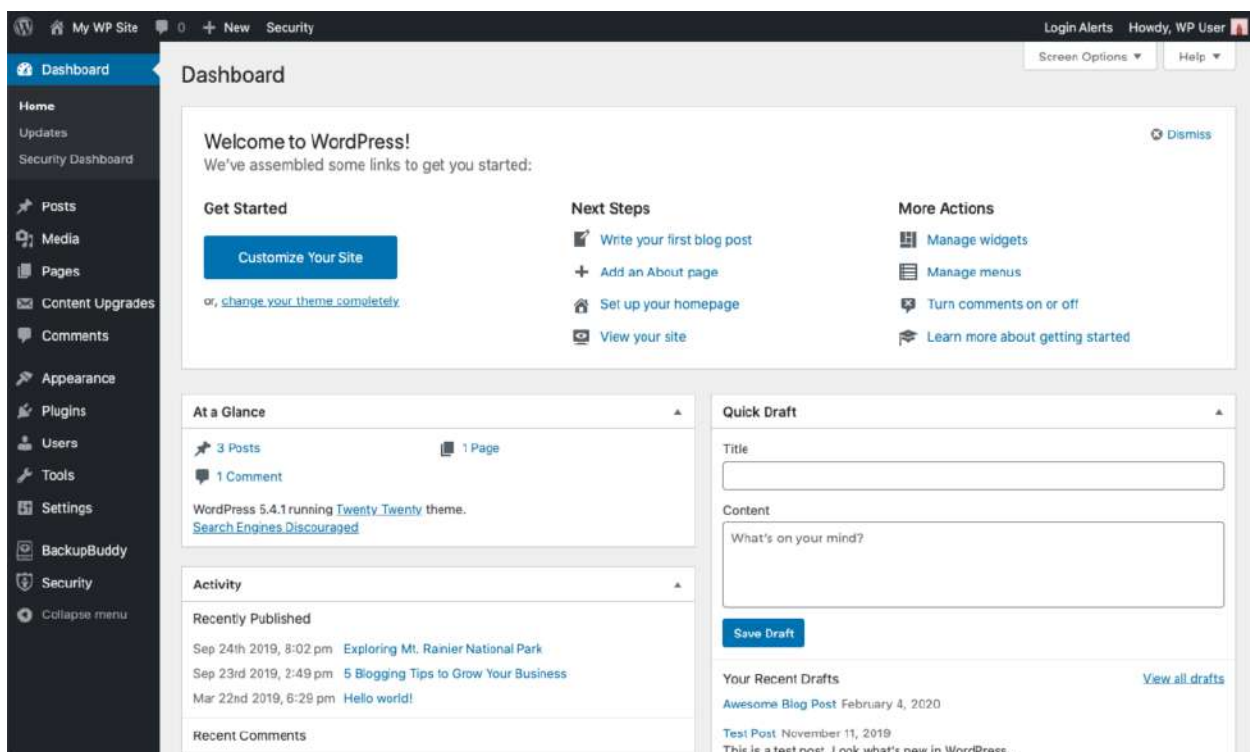 My WP Site
0
New
Security
Login Alerts
Howdy, WP User
Dashboard
Home
Updates
Security Dashboard
Posts
Media
Pages
Content Upgrades
Comments
Appearance
Plugins
Users
Tools
Settings
BackupBuddy
Security
Collapse menu
Dashboard
Screen Options
Help
Welcome to WordPress!
Dismiss
We've assembled some links to get you started:
Get Started
Customize Your Site
or, change your theme completely
Next Steps
Write your first blog post
Add an About page
Set up your homepage
View your site
More Actions
Manage widgets
Manage menus
Turn comments on or off
Learn more about getting started
At a Glance
3 Posts
1 Page
1 Comment
WordPress 5.4.1 running Twenty Twenty theme.
Search Engines Discouraged
Activity
Recently Published
Sep 24th 2019, 8:02 pm Exploring Mt. Rainier National Park
Sep 23rd 2019, 2:49 pm 5 Blogging Tips to Grow Your Business
Mar 22nd 2019, 6:29 pm Hello world!
Recent Comments
Quick Draft
Title
Content
What's on your mind?
Save Draft
Your Recent Drafts
View all drafts
Awesome Blog Post February 4, 2020
Test Post November 11, 2019
This is a test post. Look what's new in WordPress